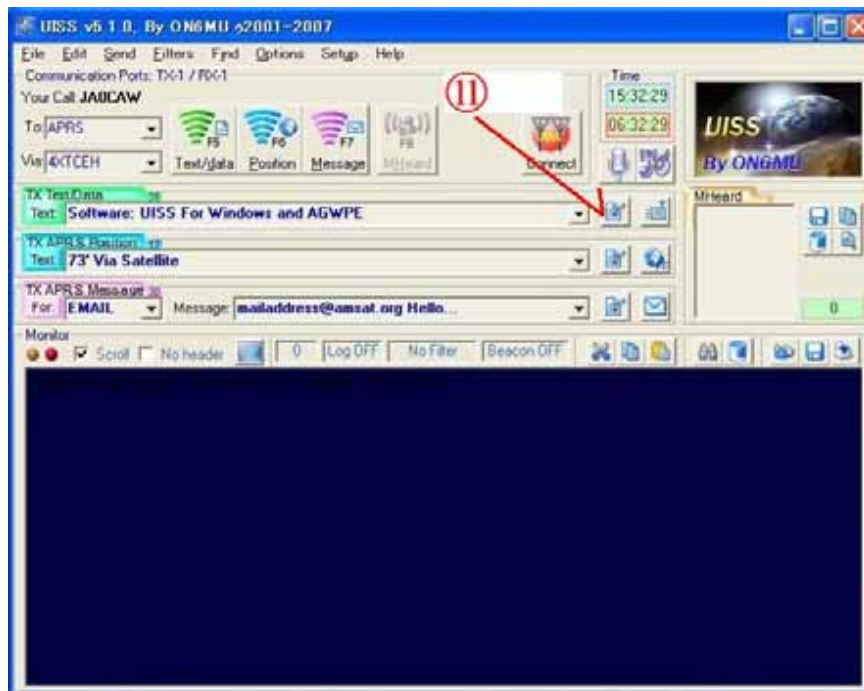 UISS v5.1.0, By ON6MU ©2001-2007
File Edit Send Filters Find Options Setup Help
Communication Ports: TX-1 / RX-1
Time
Your Call: JA0CAW
⑪
15:32:29
To: APRS
F5
F6
F7
F8
06:32:29
UISS
Via: 4XTCEH
Text/data
Position
Message
MHeard
Connect
By ON6MU
TX Text/Data
MHeard
Text: Software: UISS For Windows and AGWPE
TX APRS Position
Text: 73' Via Satellite
TX APRS Message
For: EMAIL
Message: mailaddress@amsat.org Hello...
0
Monitor
Scroll
No header
0
Log OFF
No Filter
Beacon OFF